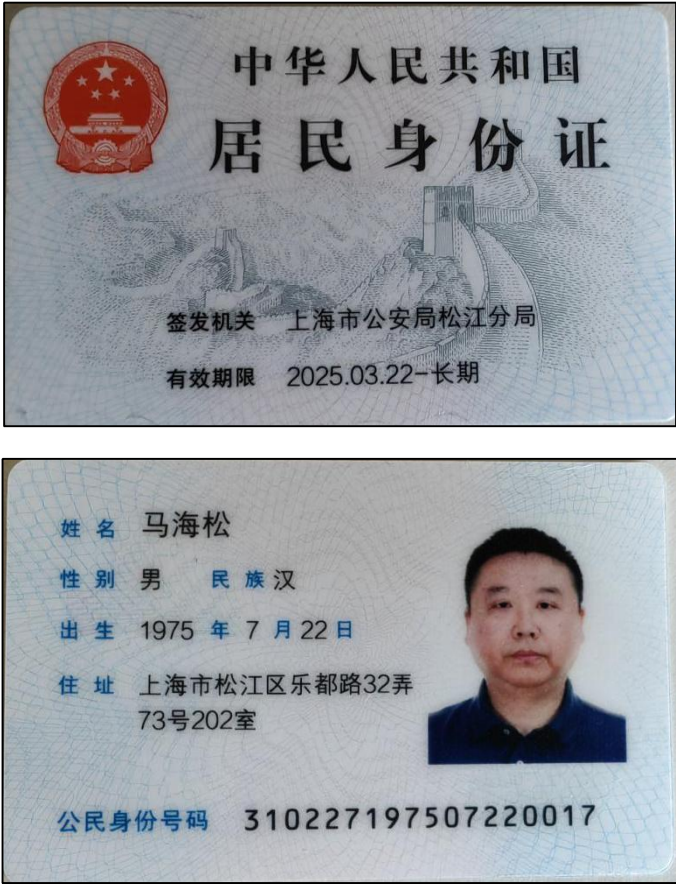 中华人民共和国
居民身份证
签发机关 上海市公安局松江分局
有效期限 2025.03.22-长期
姓名 马海松
性别 男 民族 汉
出生 1975 年 7 月 22 日
住址 上海市松江区乐都路32弄
73号202室
公民身份号码 310227197507220017